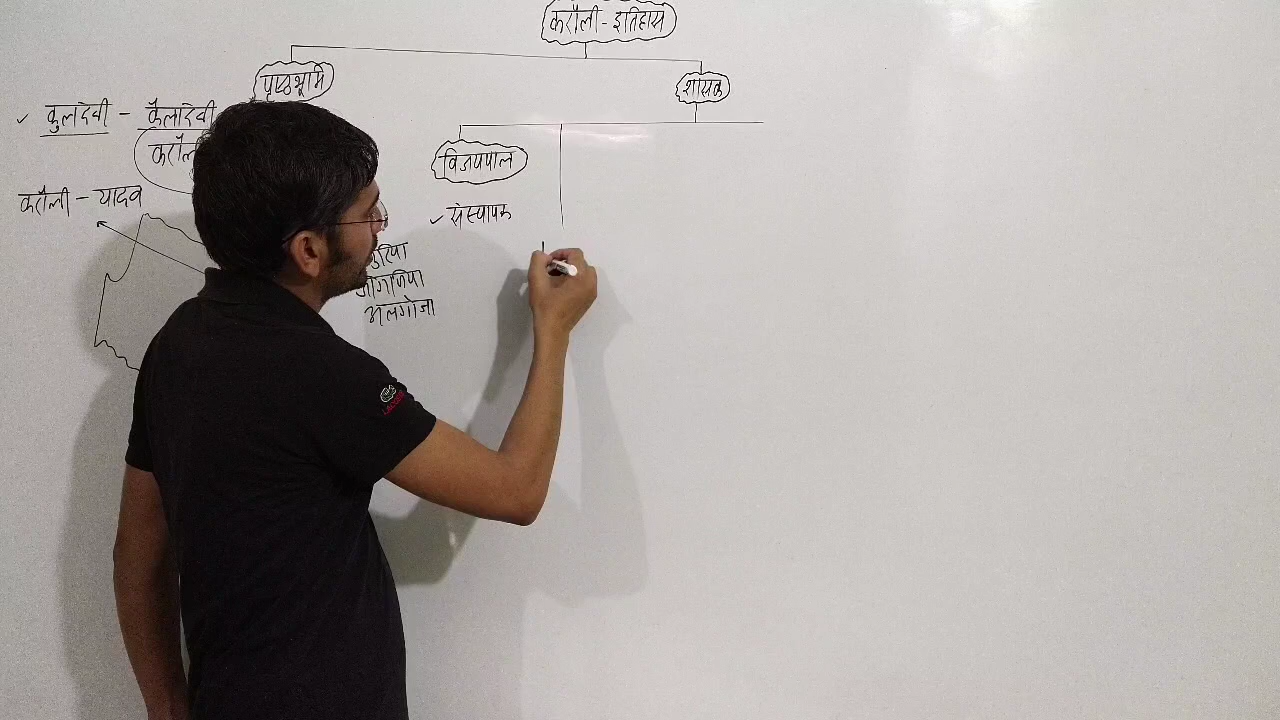 करौली-इतिहास
पृष्ठभूमि
शासक
✓ कुलदेवी - कैलादेवी
करौली - यादव
विजयपाल
✓ संस्थापक
अलगोजा